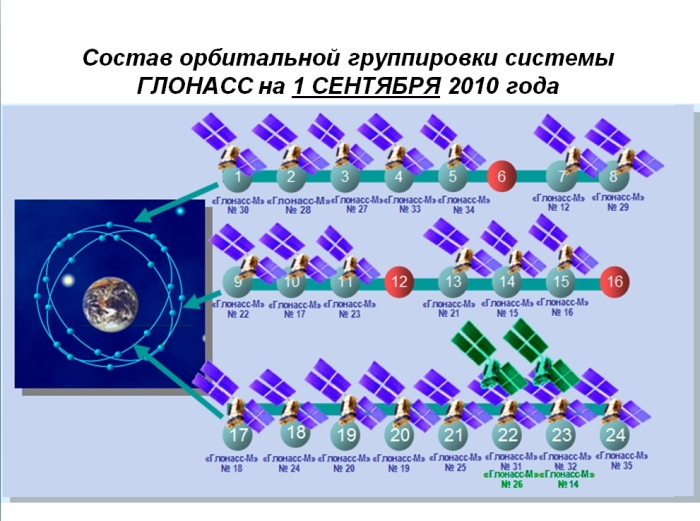 Состав орбитальной группировки системы
ГЛОНАСС на 1 СЕНТЯБРЯ 2010 года
1 2 3 4 5 6 7 8
«Глонасс-М» «Глонасс-М» «Глонасс-М» «Глонасс-М» «Глонасс-М» «Глонасс-М» «Глонасс-М»
№ 30 № 28 № 27 № 33 № 34 № 12 № 29
9 10 11 12 13 14 15 16
«Глонасс-М» «Глонасс-М» «Глонасс-М» «Глонасс-М» «Глонасс-М» «Глонасс-М»
№ 22 № 17 № 23 № 21 № 15 № 16
17 18 19 20 21 22 23 24
«Глонасс-М» «Глонасс-М» «Глонасс-М» «Глонасс-М» «Глонасс-М» «Глонасс-М» «Глонасс-М» «Глонасс-М»
№ 18 № 24 № 20 № 19 № 25 № 31 № 32 № 35
«Глонасс-М» «Глонасс-М»
№ 26 № 14